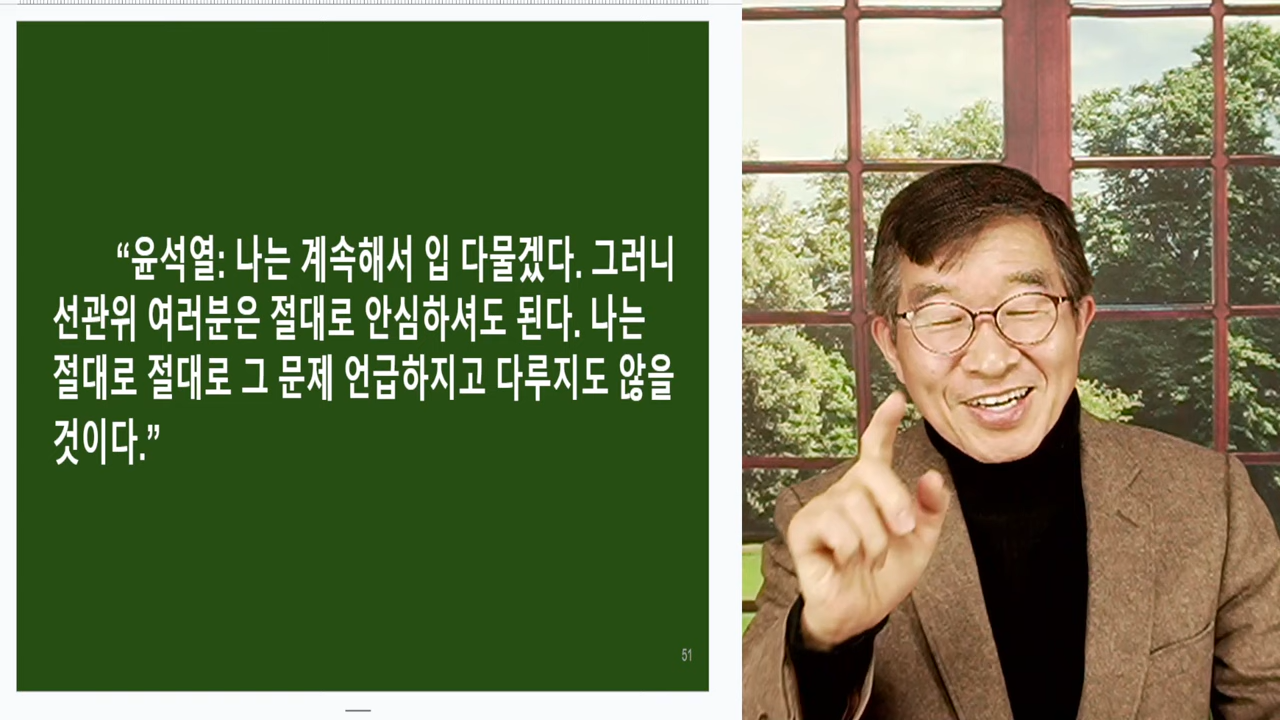 “윤석열: 나는 계속해서 입 다물겠다. 그러니
선관위 여러분은 절대로 안심하셔도 된다. 나는
절대로 절대로 그 문제 언급하지고 다루지도 않을
것이다.”
51